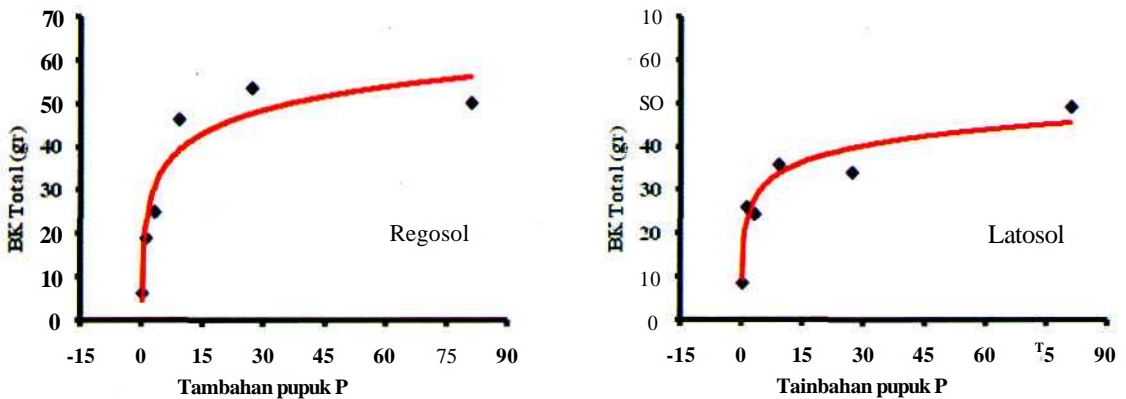 70
60
50
40
30
20
10
0
BK Total (gr)
Regosol
-15 0 15 30 45 60 75 90
Tambahan pupuk P
10
60
SO
40
30
20
10
0
BK Total (gr)
Latosol
-15 0 15 30 45 60 T5 90
Tainbahan pupuk P